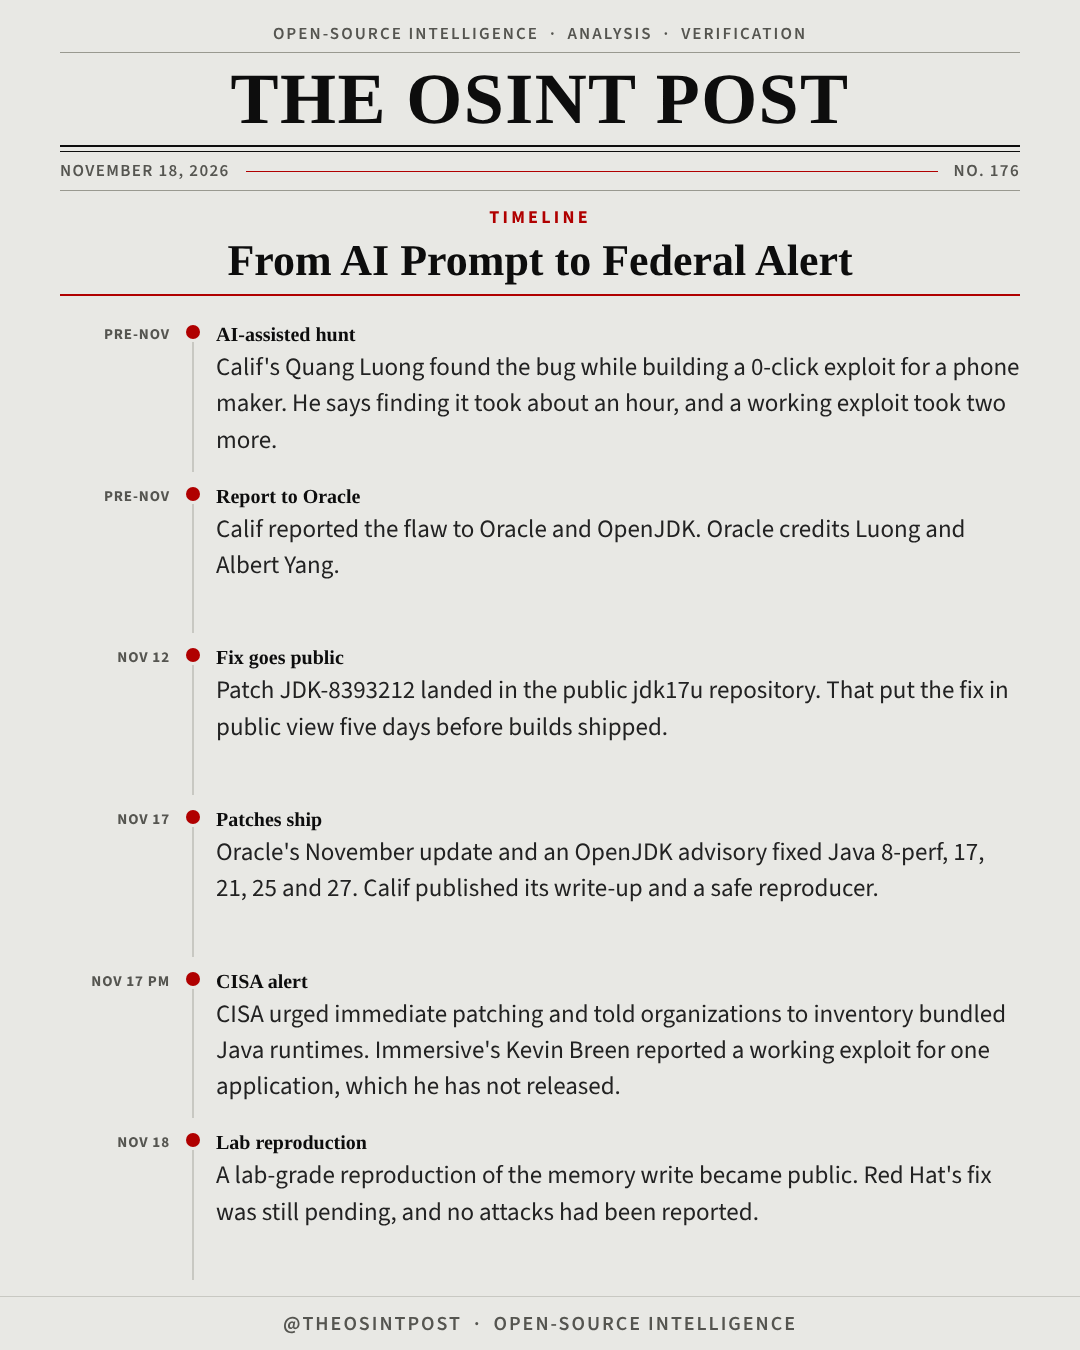 OPEN-SOURCE INTELLIGENCE · ANALYSIS · VERIFICATION
THE OSINT POST
NOVEMBER 18, 2026 NO. 176
TIMELINE
From AI Prompt to Federal Alert
PRE-NOV AI-assisted hunt
Calif's Quang Luong found the bug while building a 0-click exploit for a phone
maker. He says finding it took about an hour, and a working exploit took two
more.
PRE-NOV Report to Oracle
Calif reported the flaw to Oracle and OpenJDK. Oracle credits Luong and
Albert Yang.
NOV 12 Fix goes public
Patch JDK-8393212 landed in the public jdk17u repository. That put the fix in
public view five days before builds shipped.
NOV 17 Patches ship
Oracle's November update and an OpenJDK advisory fixed Java 8-perf, 17,
21, 25 and 27. Calif published its write-up and a safe reproducer.
NOV 17 PM CISA alert
CISA urged immediate patching and told organizations to inventory bundled
Java runtimes. Immersive's Kevin Breen reported a working exploit for one
application, which he has not released.
NOV 18 Lab reproduction
A lab-grade reproduction of the memory write became public. Red Hat's fix
was still pending, and no attacks had been reported.
@THEOSINTPOST · OPEN-SOURCE INTELLIGENCE